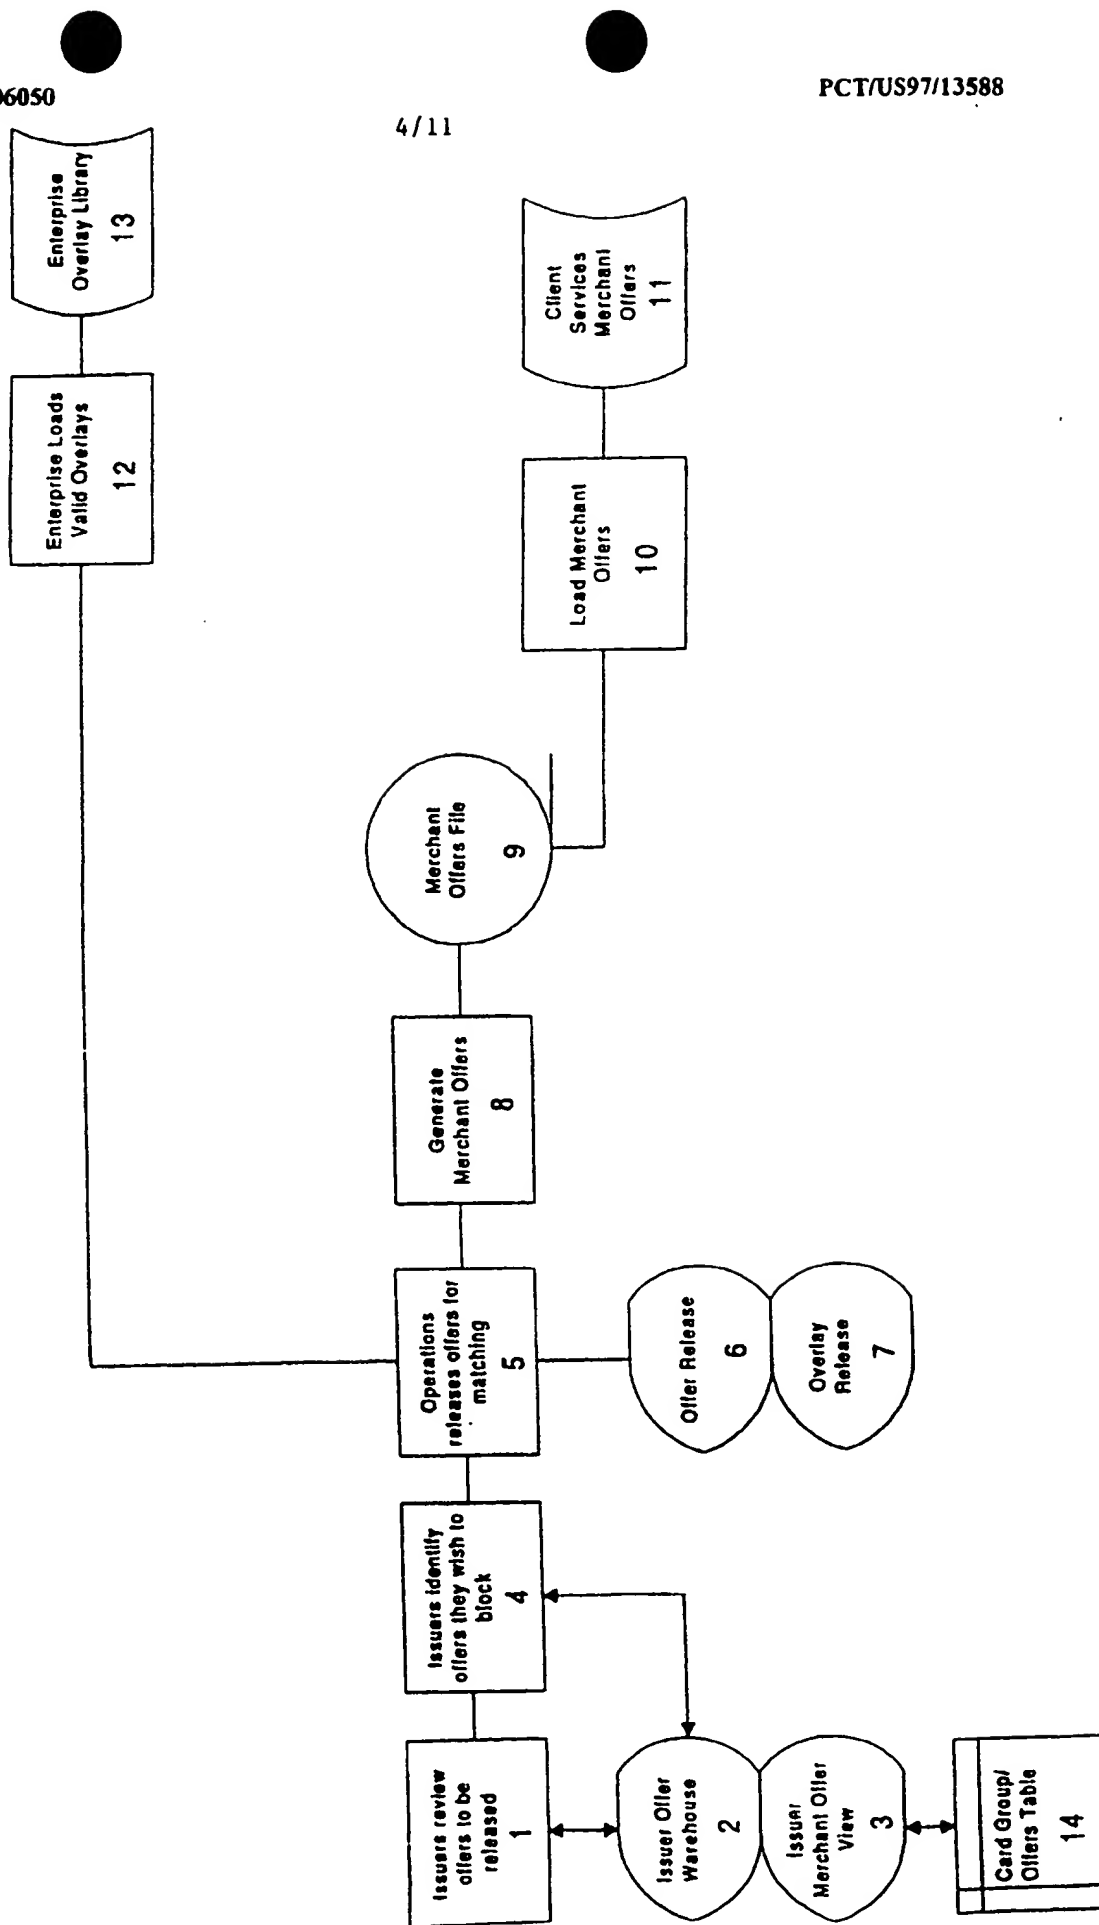 06050
PCT/US97/13588
4/11
Enterprise
Overlay Library
13
Enterprise Loads
Valid Overlays
12
Client
Services
Merchant
Offers
11
Load Merchant
Offers
10
Merchant
Offers File
9
Generate
Merchant Offers
8
Operations
releases offers for
matching
5
Offer Release
6
Overlay
Release
7
Issuers identify
offers they wish to
block
4
Issuers review
offers to be
released
1
Issuer Offer
Warehouse
2
Issuer
Merchant Offer
View
3
Card Group/
Offers Table
14